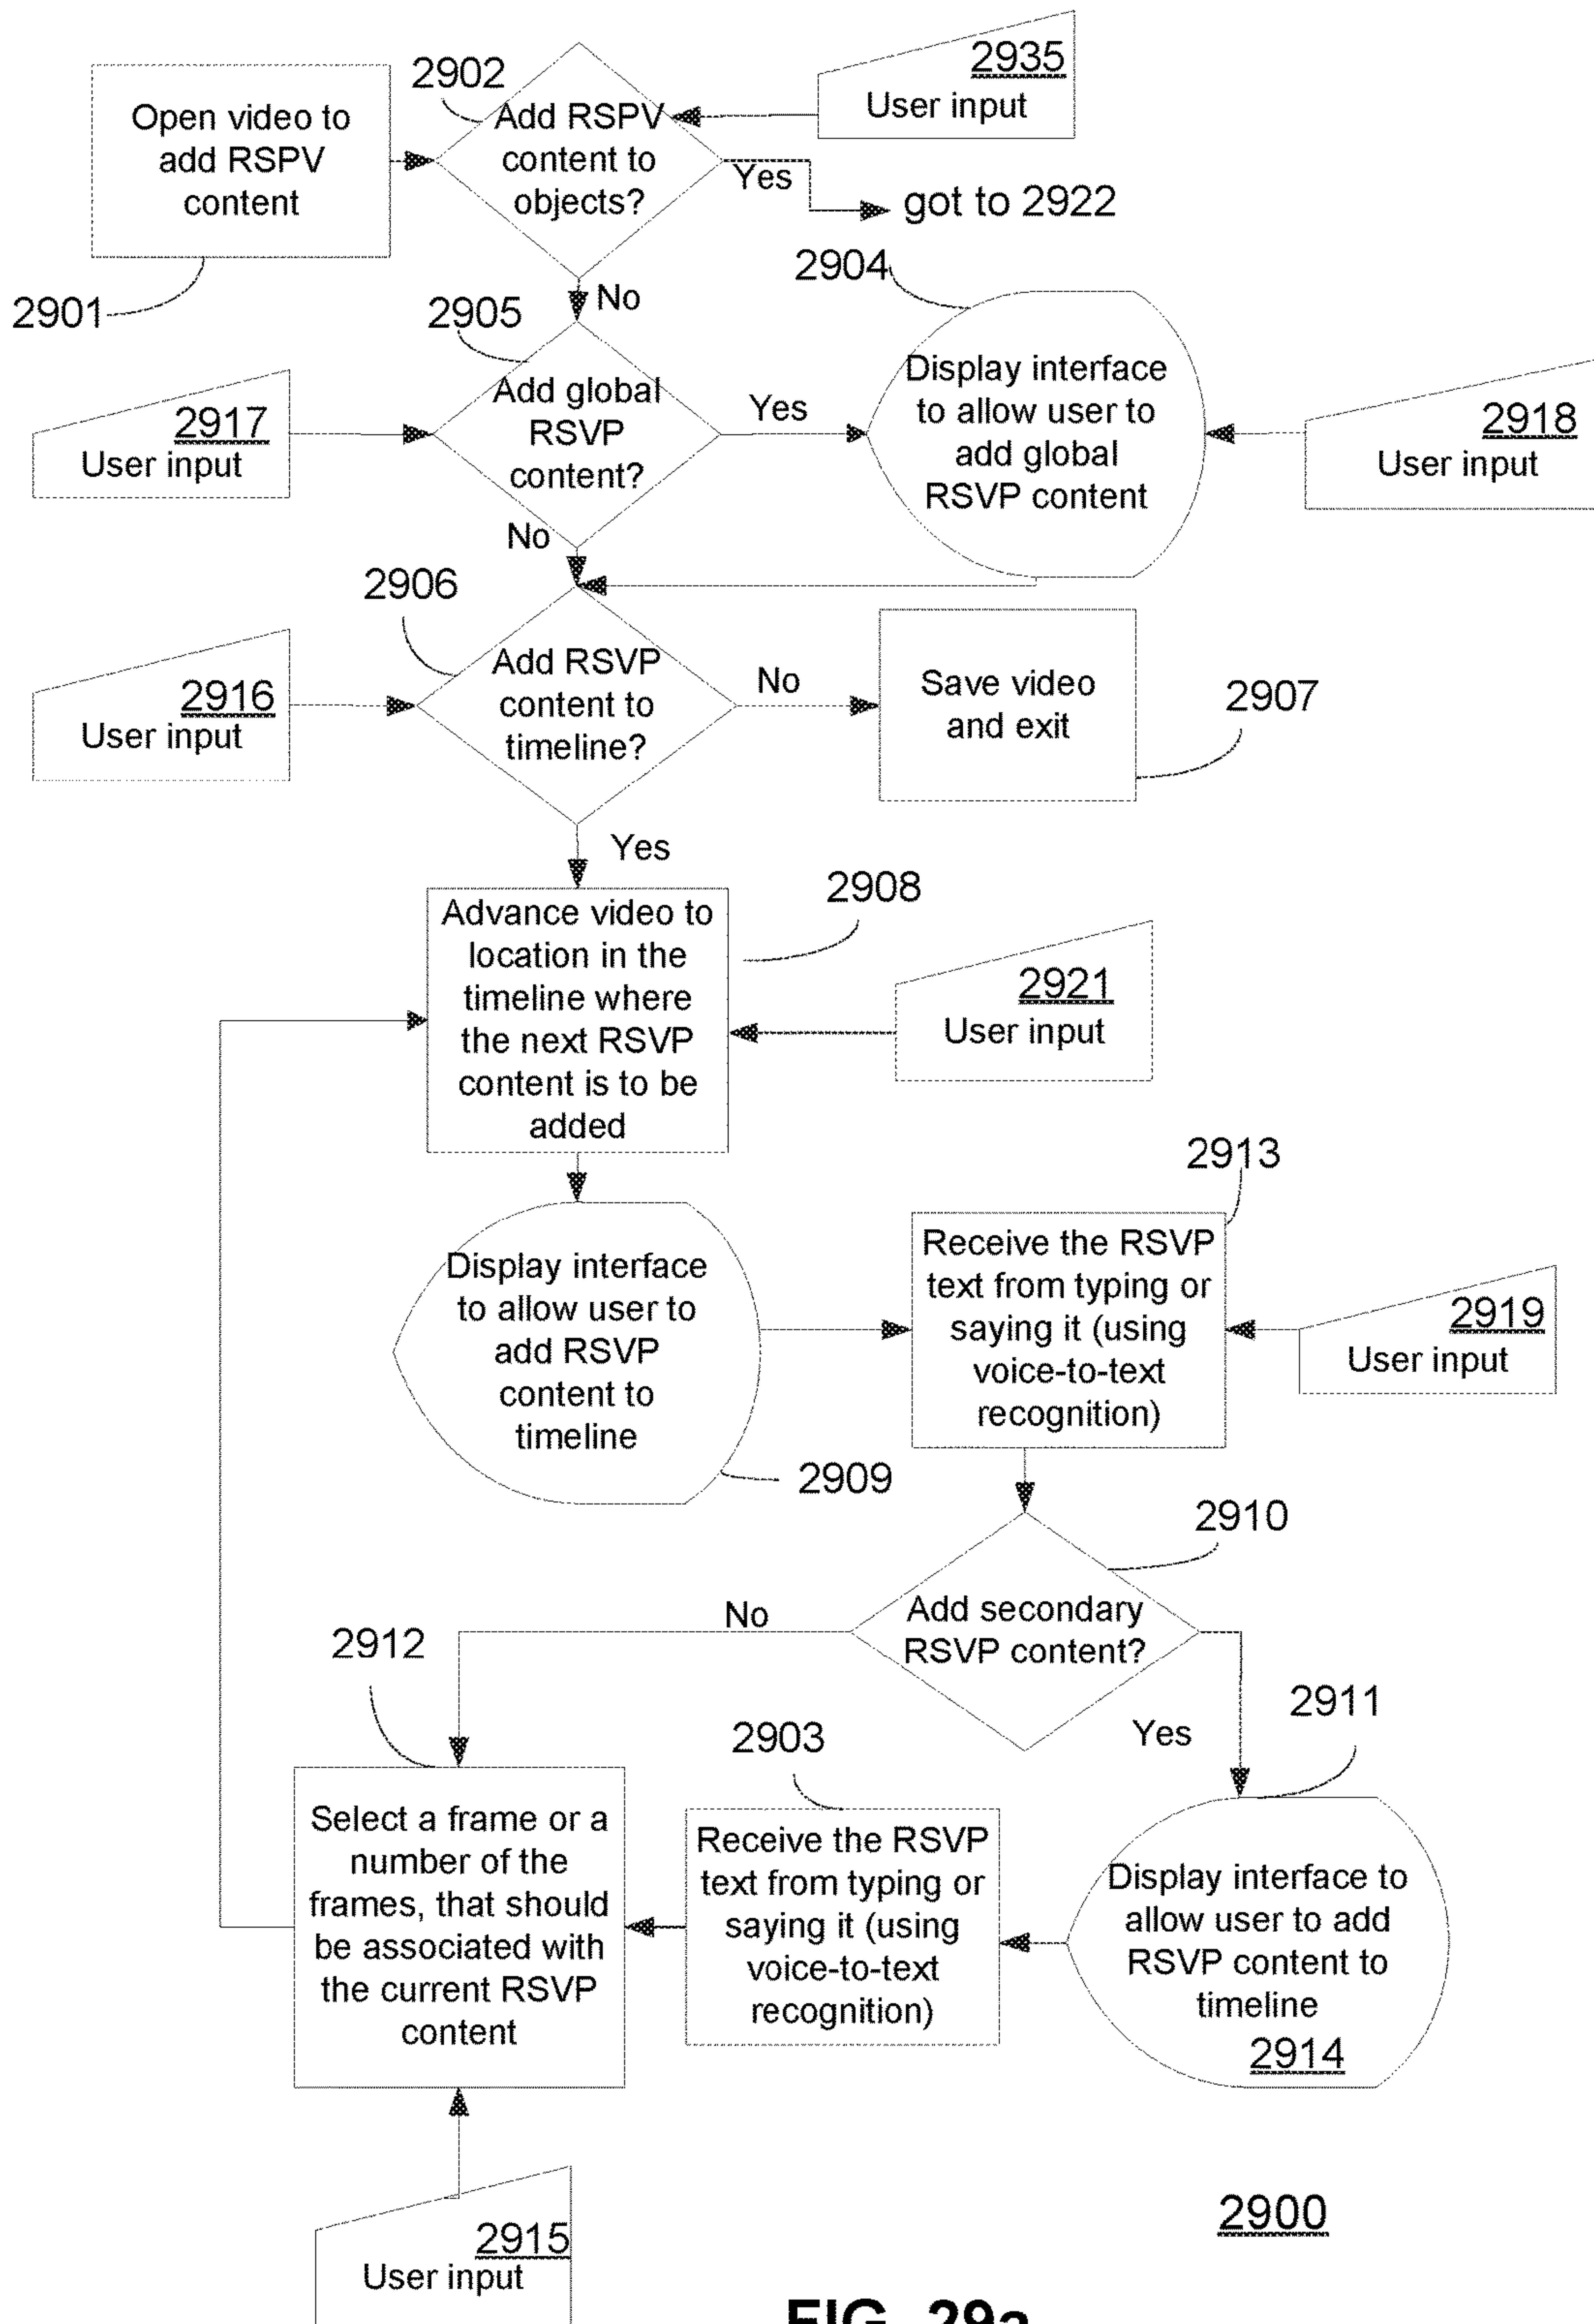 2902
2935
User input
Open video to
add RSPV
content
Add RSPV
content to
objects?
Yes
got to 2922
2901
No
2904
2905
Display interface
to allow user to
add global
RSVP content
2917
User input
Add global
RSVP
content?
Yes
2918
User input
No
2906
2916
User input
Add RSVP
content to
timeline?
No
Save video
and exit
2907
Yes
2908
Advance video to
location in the
timeline where
the next RSVP
content is to be
added
2921
User input
2913
Display interface
to allow user to
add RSVP
content to
timeline
2909
Receive the RSVP
text from typing or
saying it (using
voice-to-text
recognition)
2919
User input
2910
Add secondary
RSVP content?
No
Yes
2912
2903
2911
Select a frame or a
number of the
frames, that should
be associated with
the current RSVP
content
Receive the RSVP
text from typing or
saying it (using
voice-to-text
recognition)
Display interface to
allow user to add
RSVP content to
timeline
2914
2915
User input
2900
FIG. 29a